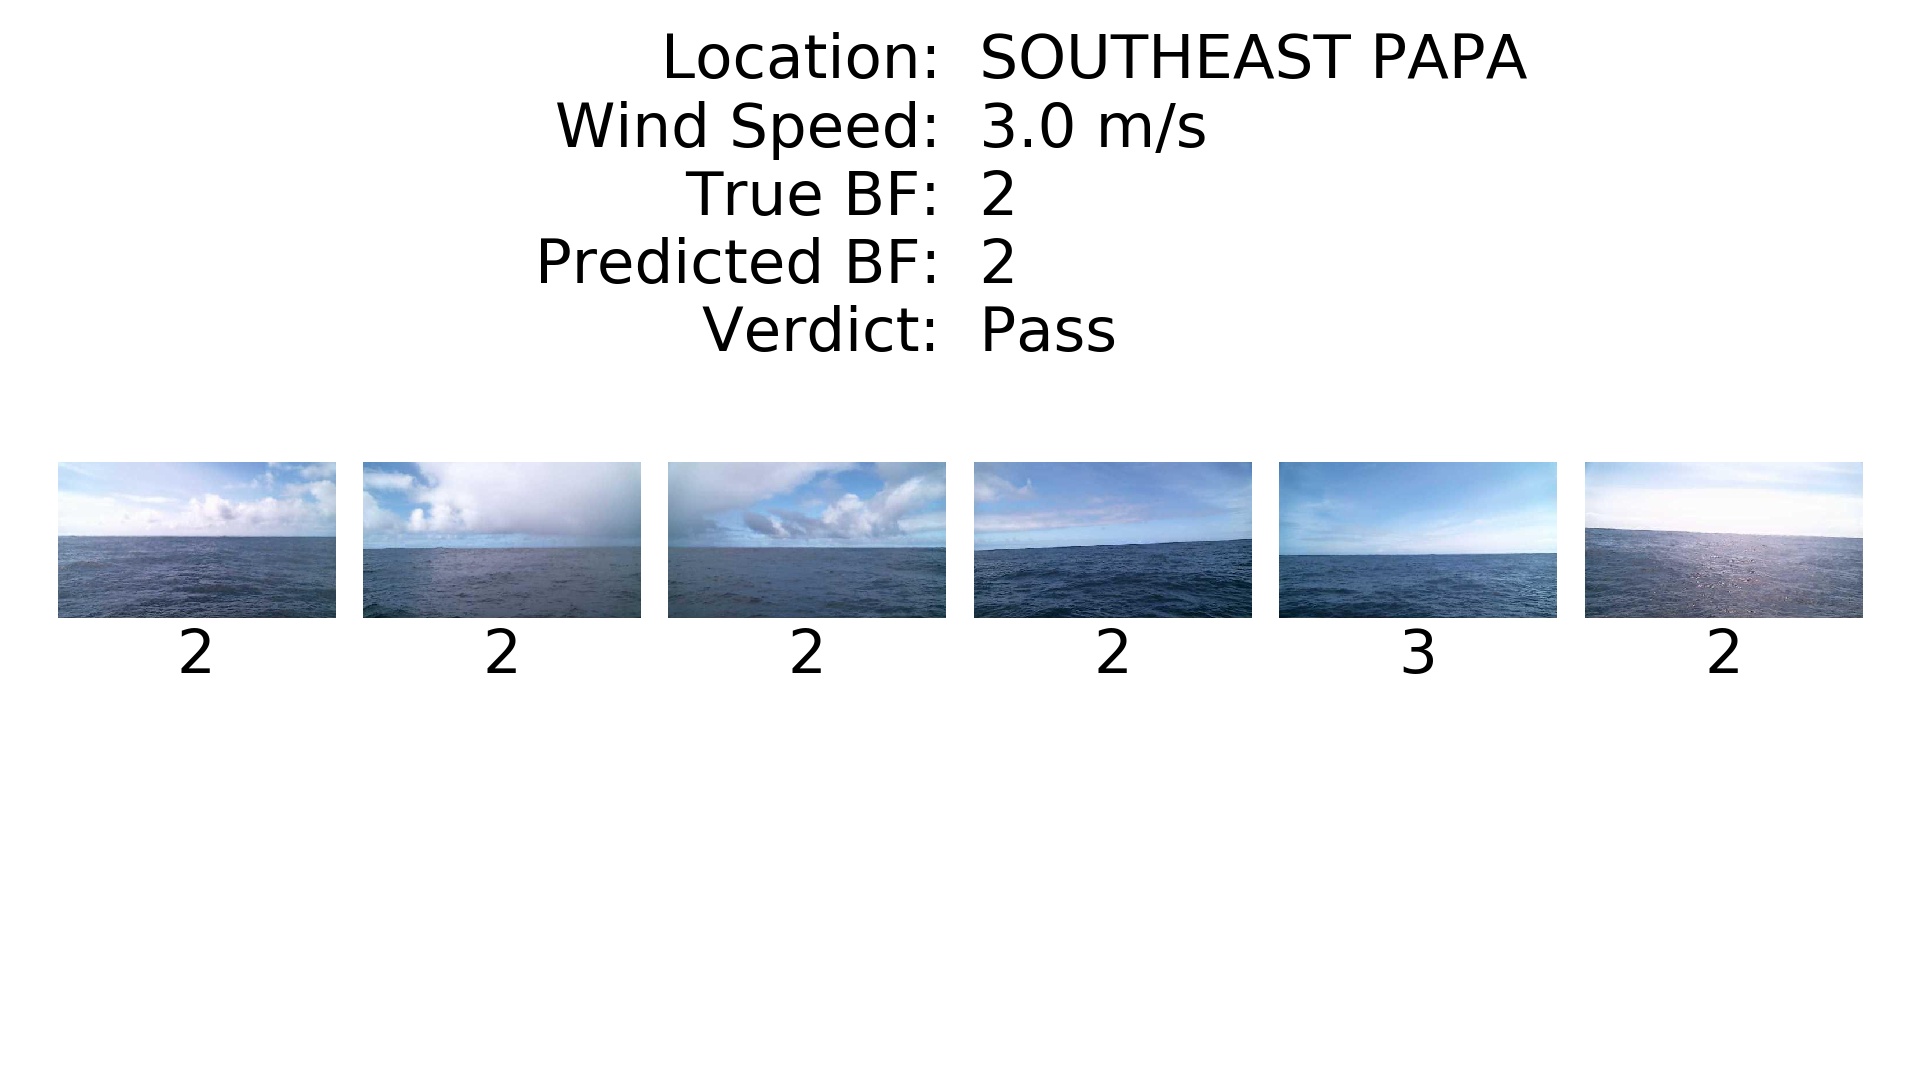 Location: SOUTHEAST PAPA
Wind Speed: 3.0 m/s
True BF: 2
Predicted BF: 2
Verdict: Pass
2 2 2 2 3 2